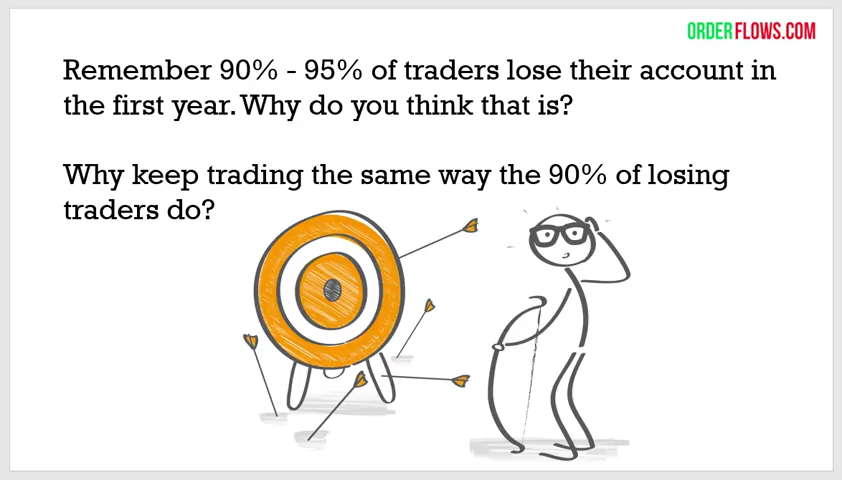 ORDERFLOWS.COM
Remember 90% - 95% of traders lose their account in
the first year. Why do you think that is?
Why keep trading the same way the 90% of losing
traders do?